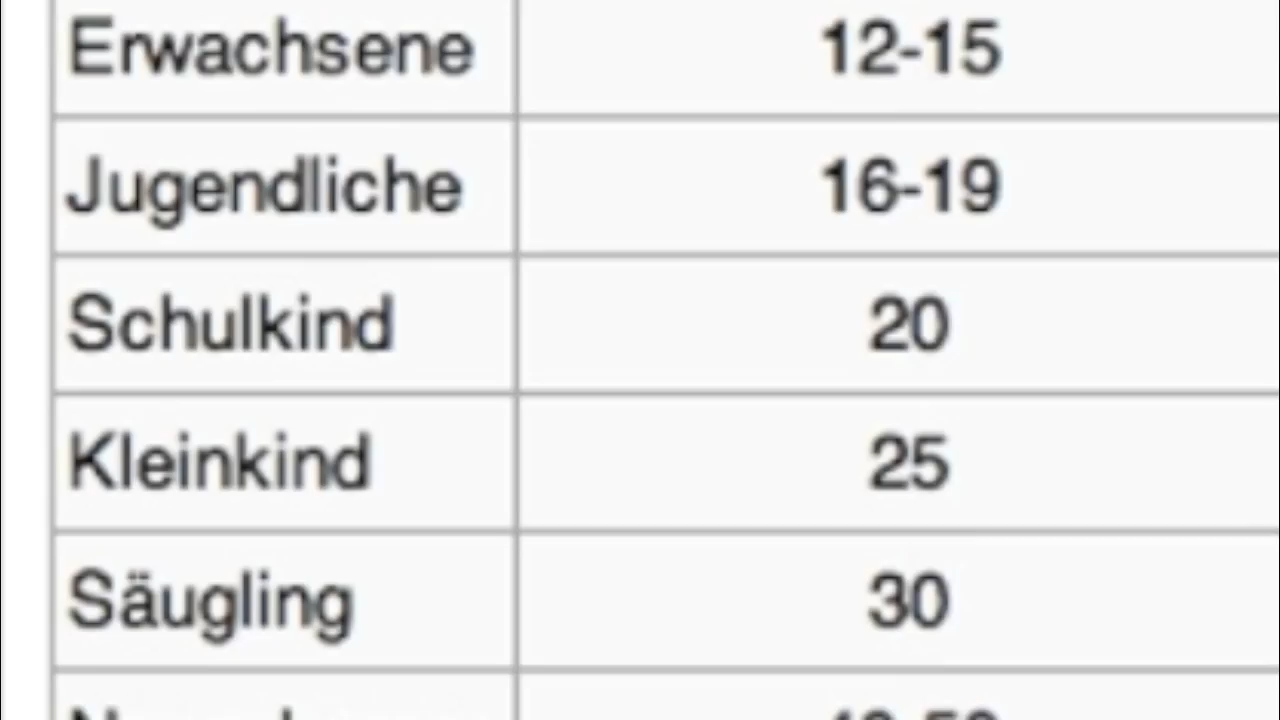 Erwachsene 12-15
Jugendliche 16-19
Schulkind 20
Kleinkind 25
Säugling 30